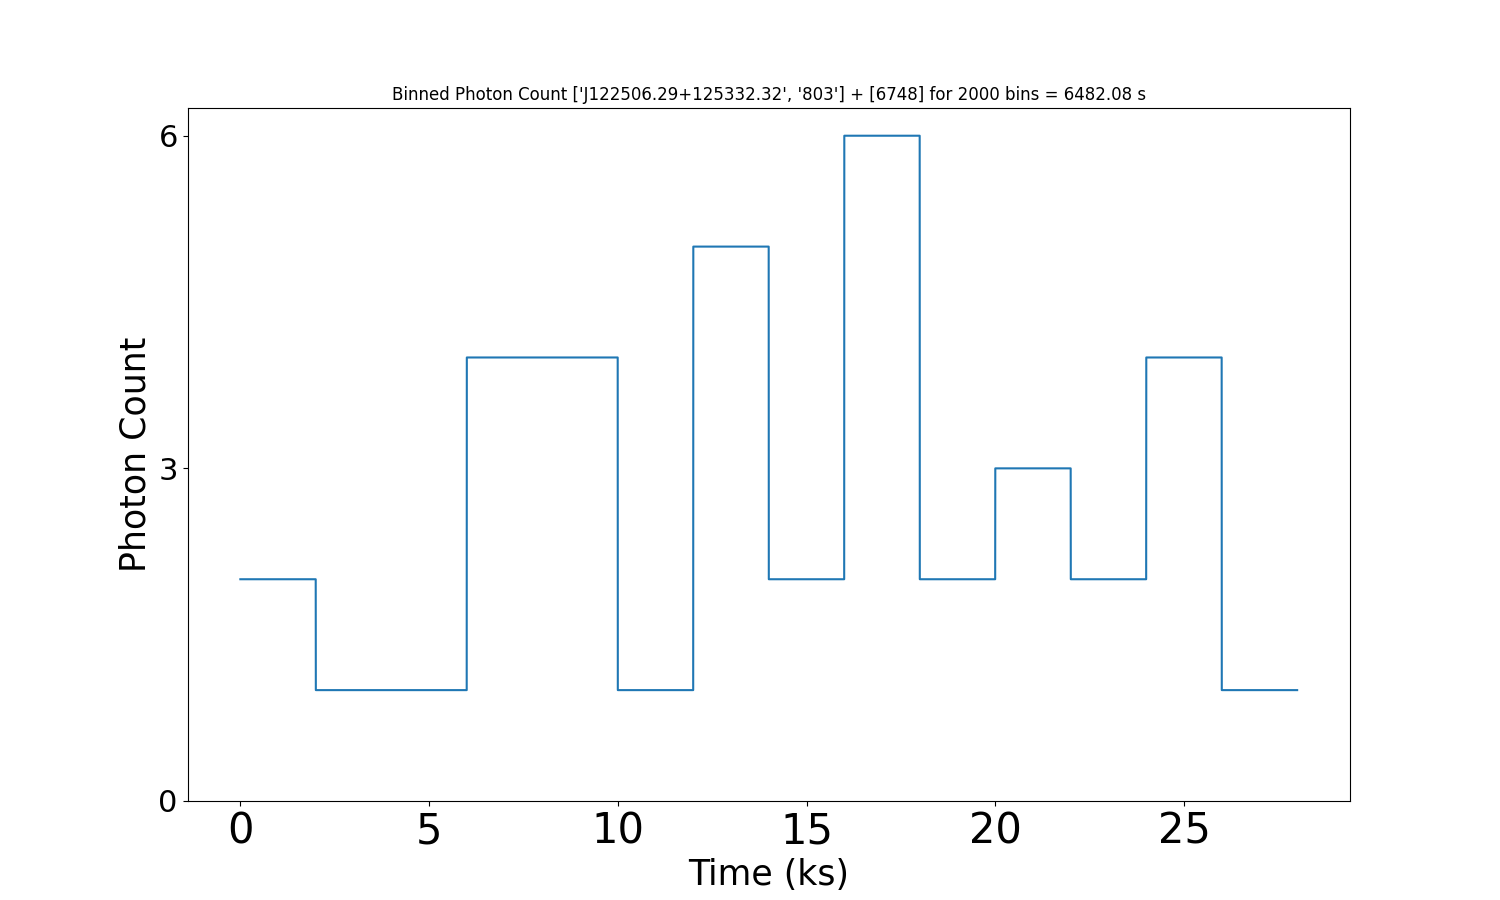 Binned Photon Count ['J122506.29+125332.32', '803'] + [6748] for 2000 bins = 6482.08 s
6
3
0
Photon Count
0 5 10 15 20 25
Time (ks)